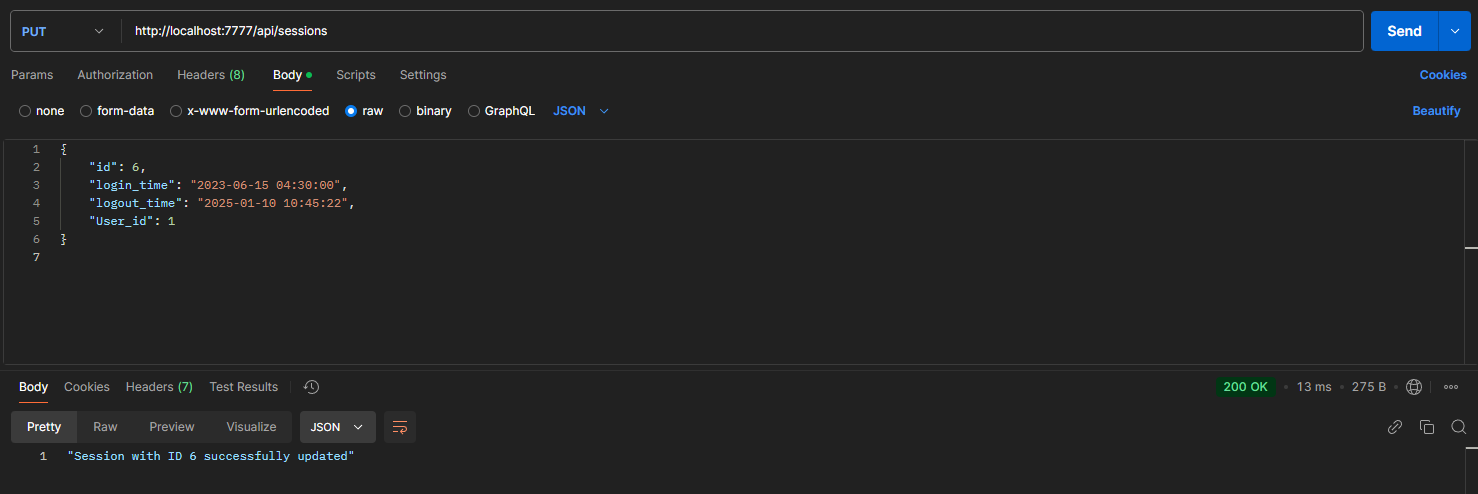 PUT http://localhost:7777/api/sessions Send
Params Authorization Headers (8) Body Scripts Settings Cookies
none form-data x-www-form-urlencoded raw binary GraphQL JSON Beautify
1 {
2 "id": 6,
3 "login_time": "2023-06-15 04:30:00",
4 "logout_time": "2025-01-10 10:45:22",
5 "User_id": 1
6 }
7
Body Cookies Headers (7) Test Results 200 OK 13 ms 275 B
Pretty Raw Preview Visualize JSON
1 "Session with ID 6 successfully updated"